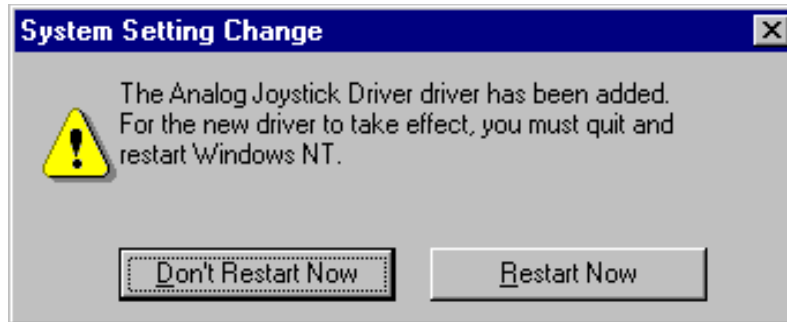 System Setting Change
The Analog Joystick Driver driver has been added.
For the new driver to take effect, you must quit and
restart Windows NT.
Don't Restart Now
Restart Now